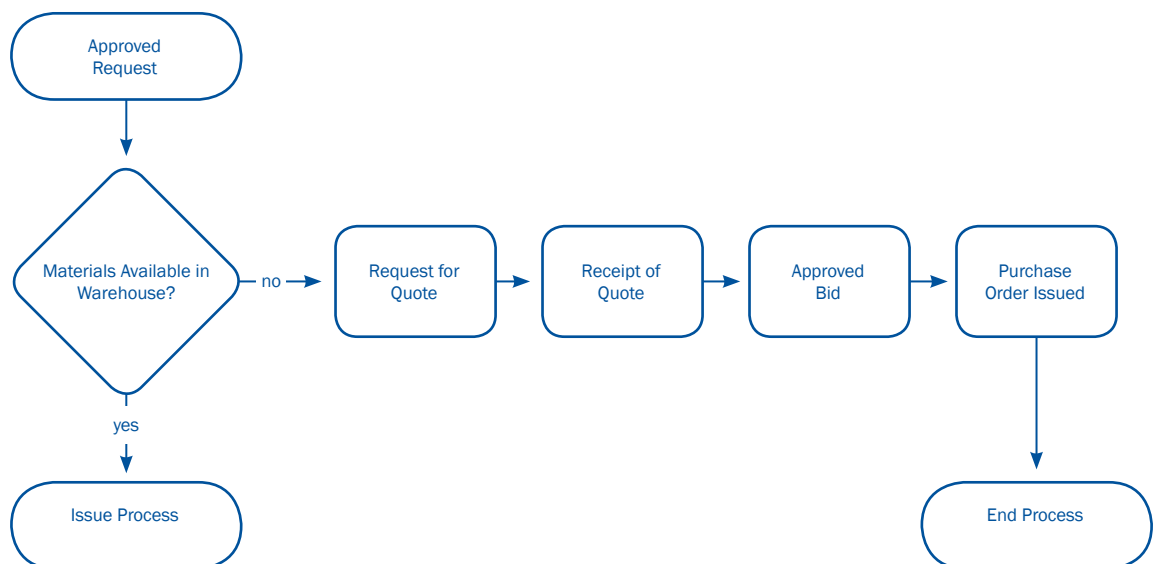 Approved
Request
Materials Available in
Warehouse?
no
Request for
Quote
Receipt of
Quote
Approved
Bid
Purchase
Order Issued
yes
Issue Process
End Process